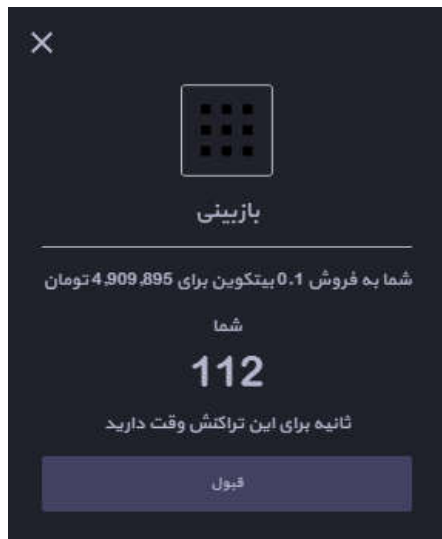 بازبینی
شما به فروش 0.1 بیتکوین برای 4,909,895 تومان
شما
112
ثانیه برای این تراکنش وقت دارید
قبول